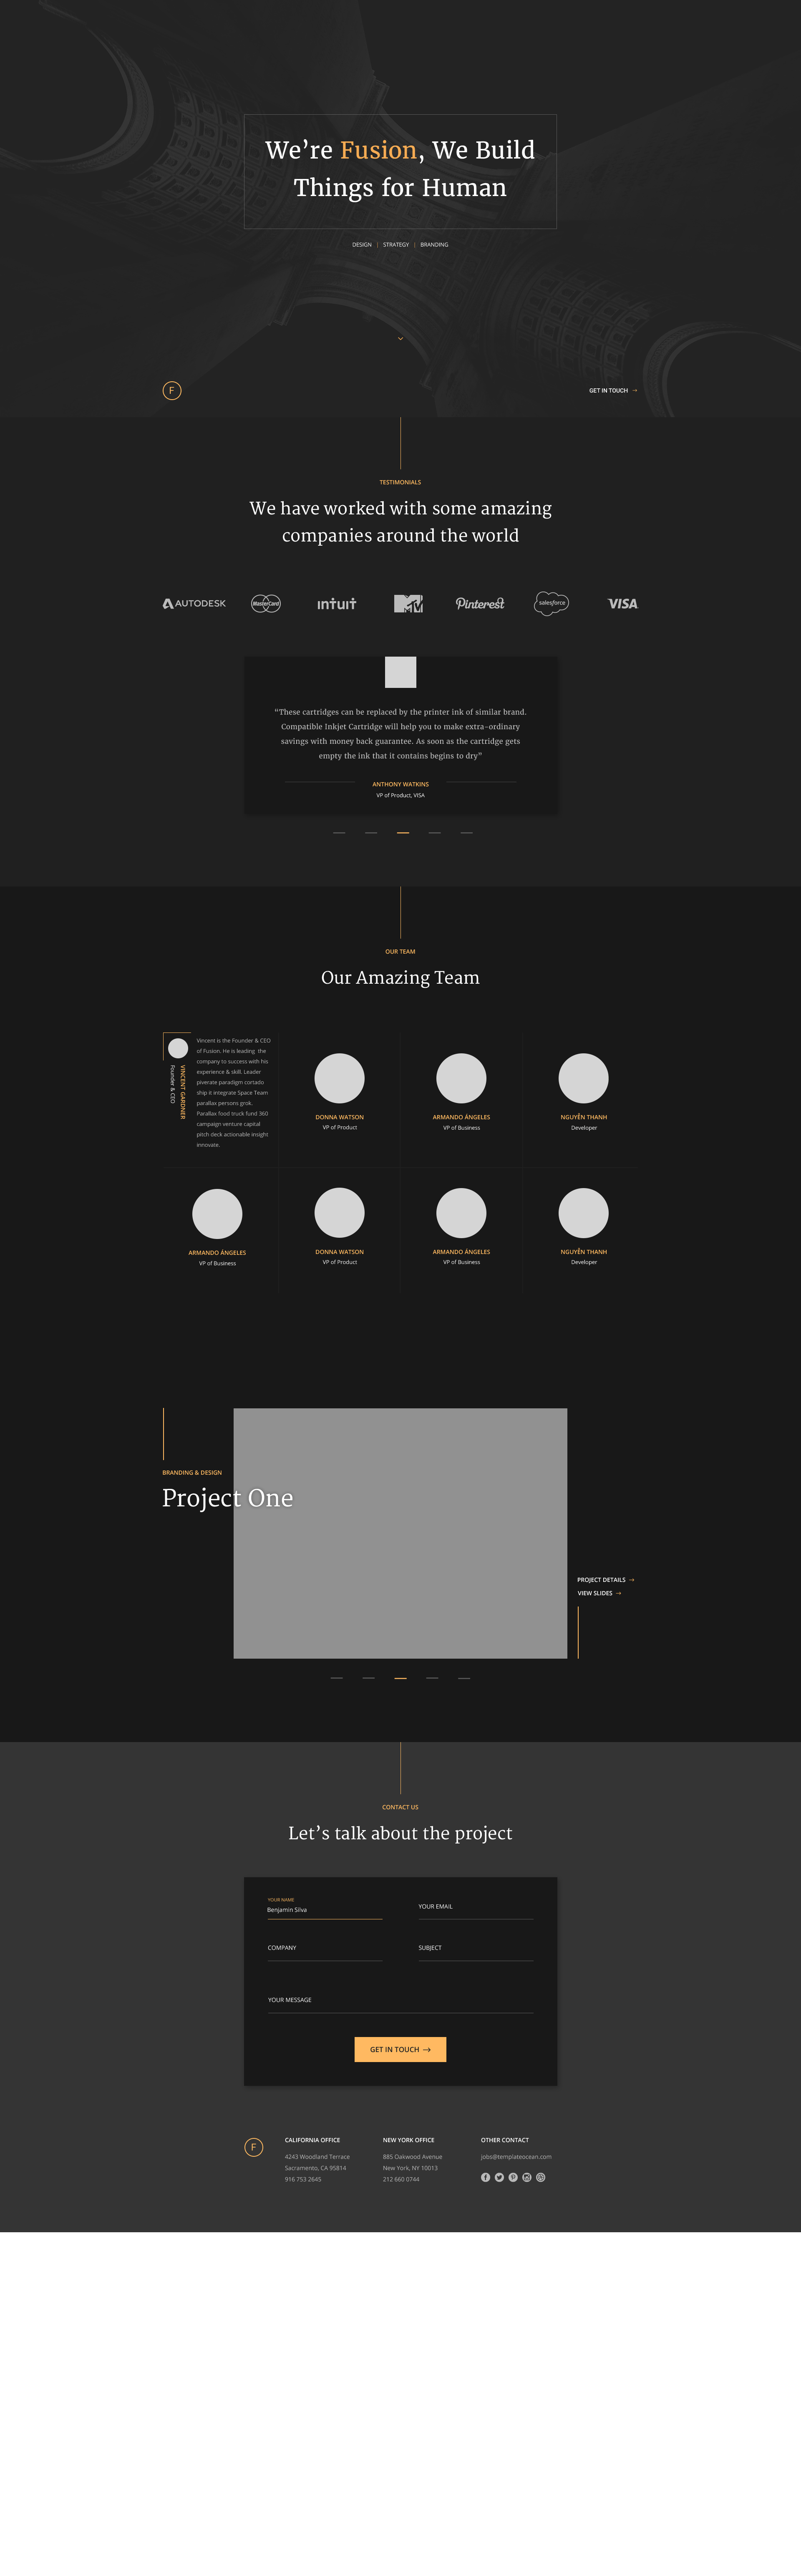 We’re Fusion, We Build
Things for Human
DESIGN | STRATEGY | BRANDING
F
GET IN TOUCH →
TESTIMONIALS
We have worked with some amazing
companies around the world
AUTODESK MasterCard intuit MTV Pinterest salesforce VISA
“These cartridges can be replaced by the printer ink of similar brand.
Compatible Inkjet Cartridge will help you to make extra-ordinary
savings with money back guarantee. As soon as the cartridge gets
empty the ink that it contains begins to dry”
ANTHONY WATKINS
VP of Product, VISA
OUR TEAM
Our Amazing Team
VINCENT GARDNER
Founder & CEO
Vincent is the Founder & CEO
of Fusion. He is leading the
company to success with his
experience & skill. Leader
piverate paradigm cortado
ship it integrate Space Team
parallax persons grok.
Parallax food truck fund 360
campaign venture capital
pitch deck actionable insight
innovate.
DONNA WATSON
VP of Product
ARMANDO ÁNGELES
VP of Business
NGUYỄN THANH
Developer
ARMANDO ÁNGELES
VP of Business
DONNA WATSON
VP of Product
ARMANDO ÁNGELES
VP of Business
NGUYỄN THANH
Developer
BRANDING & DESIGN
Project One
PROJECT DETAILS →
VIEW SLIDES →
CONTACT US
Let’s talk about the project
YOUR NAME
Benjamin Silva
YOUR EMAIL
COMPANY
SUBJECT
YOUR MESSAGE
GET IN TOUCH →
F
CALIFORNIA OFFICE
4243 Woodland Terrace
Sacramento, CA 95814
916 753 2645
NEW YORK OFFICE
885 Oakwood Avenue
New York, NY 10013
212 660 0744
OTHER CONTACT
jobs@templateocean.com